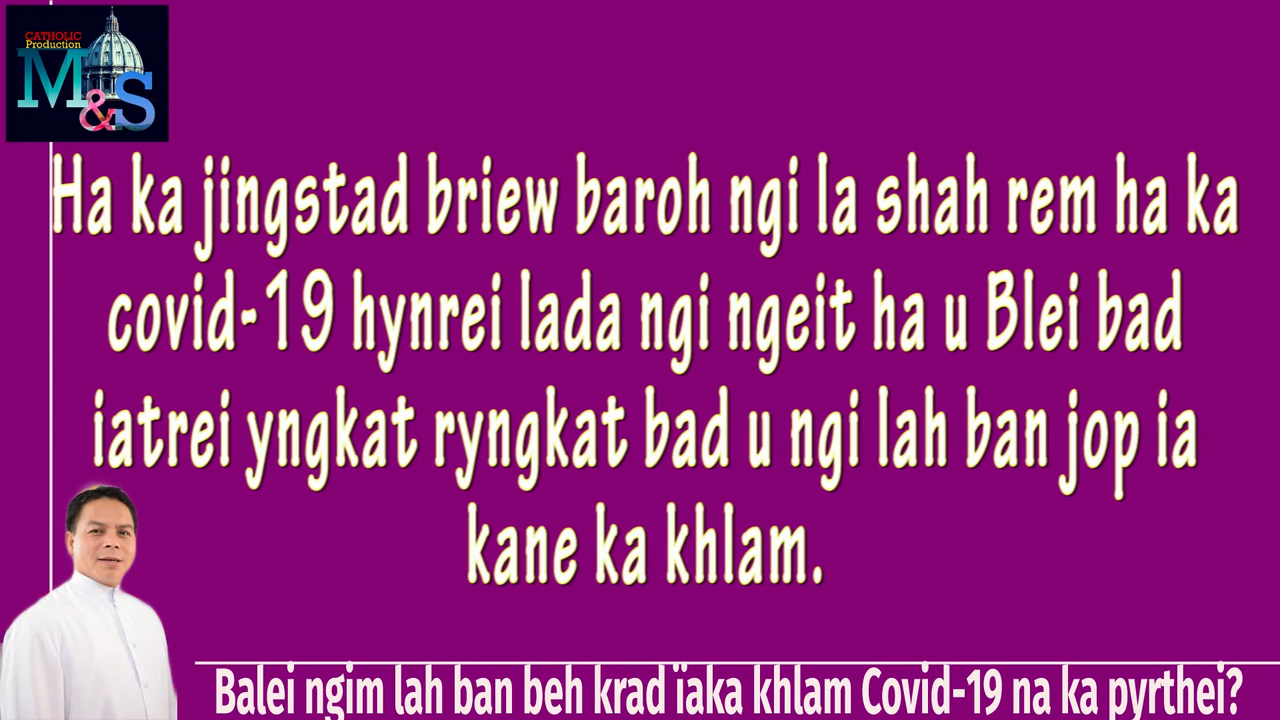 CATHOLIC
Production
M&S
Ha ka jingstad briew baroh ngi la shah rem ha ka
covid-19 hynrei lada ngi ngeit ha u Blei bad
iatrei yngkat ryngkat bad u ngi lah ban jop ia
kane ka khlam.
Balei ngim lah ban beh krad ïaka khlam Covid-19 na ka pyrthei?